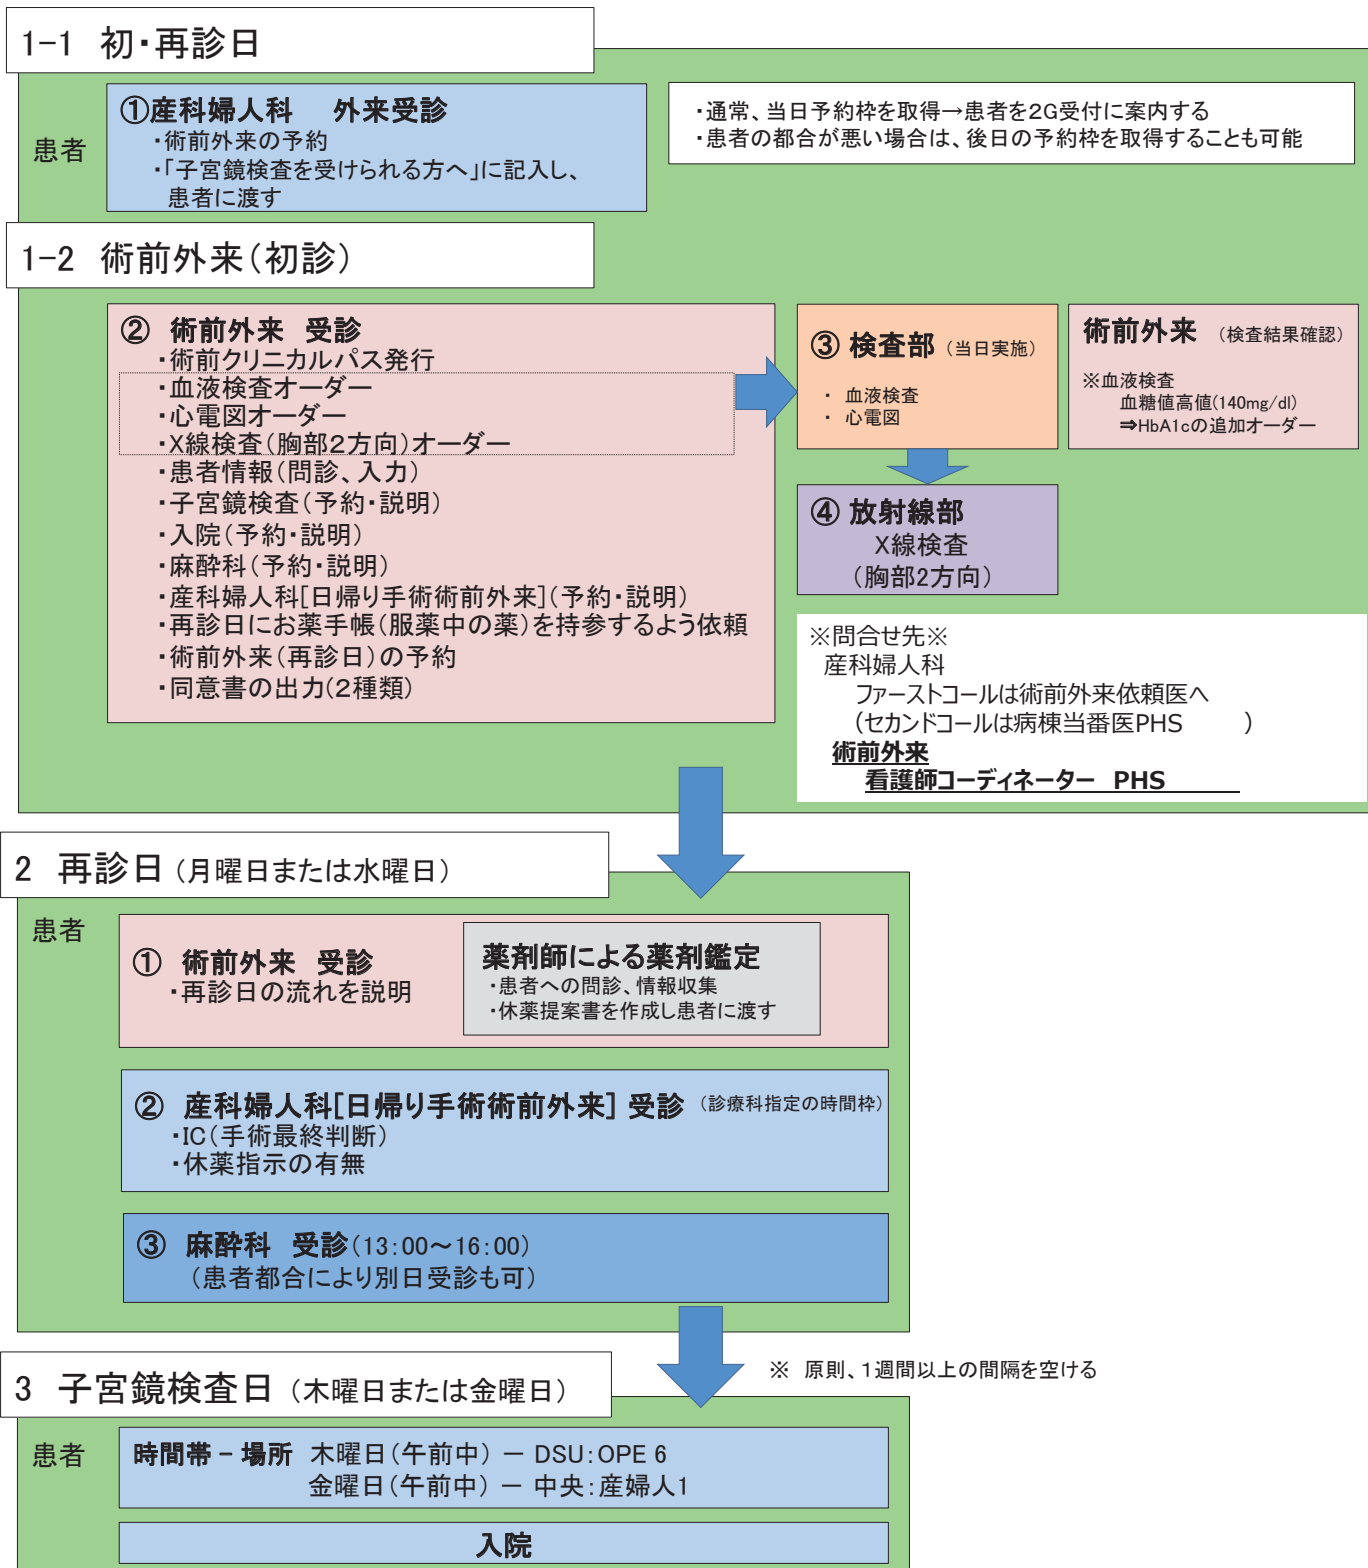 1-1 初・再診日
患者
①産科婦人科 外来受診
・術前外来の予約
・「子宮鏡検査を受けられる方へ」に記入し、
患者に渡す
・通常、当日予約枠を取得→患者を2G受付に案内する
・患者の都合が悪い場合は、後日の予約枠を取得することも可能
1-2 術前外来(初診)
② 術前外来 受診
・術前クリニカルパス発行
・血液検査オーダー
・心電図オーダー
・X線検査(胸部2方向)オーダー
・患者情報(問診、入力)
・子宮鏡検査(予約・説明)
・入院(予約・説明)
・麻酔科(予約・説明)
・産科婦人科[日帰り手術術前外来](予約・説明)
・再診日にお薬手帳(服薬中の薬)を持参するよう依頼
・術前外来(再診日)の予約
・同意書の出力(2種類)
③ 検査部(当日実施)
・ 血液検査
・ 心電図
術前外来 (検査結果確認)
※血液検査
血糖値高値(140mg/dl)
⇒HbA1cの追加オーダー
④ 放射線部
X線検査
(胸部2方向)
※問合せ先※
産科婦人科
ファーストコールは術前外来依頼医へ
(セカンドコールは病棟当番医PHS )
術前外来
看護師コーディネーター PHS
2 再診日(月曜日または水曜日)
患者
① 術前外来 受診
・再診日の流れを説明
薬剤師による薬剤鑑定
・患者への問診、情報収集
・休薬提案書を作成し患者に渡す
② 産科婦人科[日帰り手術術前外来] 受診 (診療科指定の時間枠)
・IC(手術最終判断)
・休薬指示の有無
③ 麻酔科 受診(13:00～16:00)
(患者都合により別日受診も可)
※ 原則、1週間以上の間隔を空ける
3 子宮鏡検査日 (木曜日または金曜日)
患者
時間帯 − 場所 木曜日(午前中) − DSU:OPE 6
金曜日(午前中) − 中央:産婦人1
入院